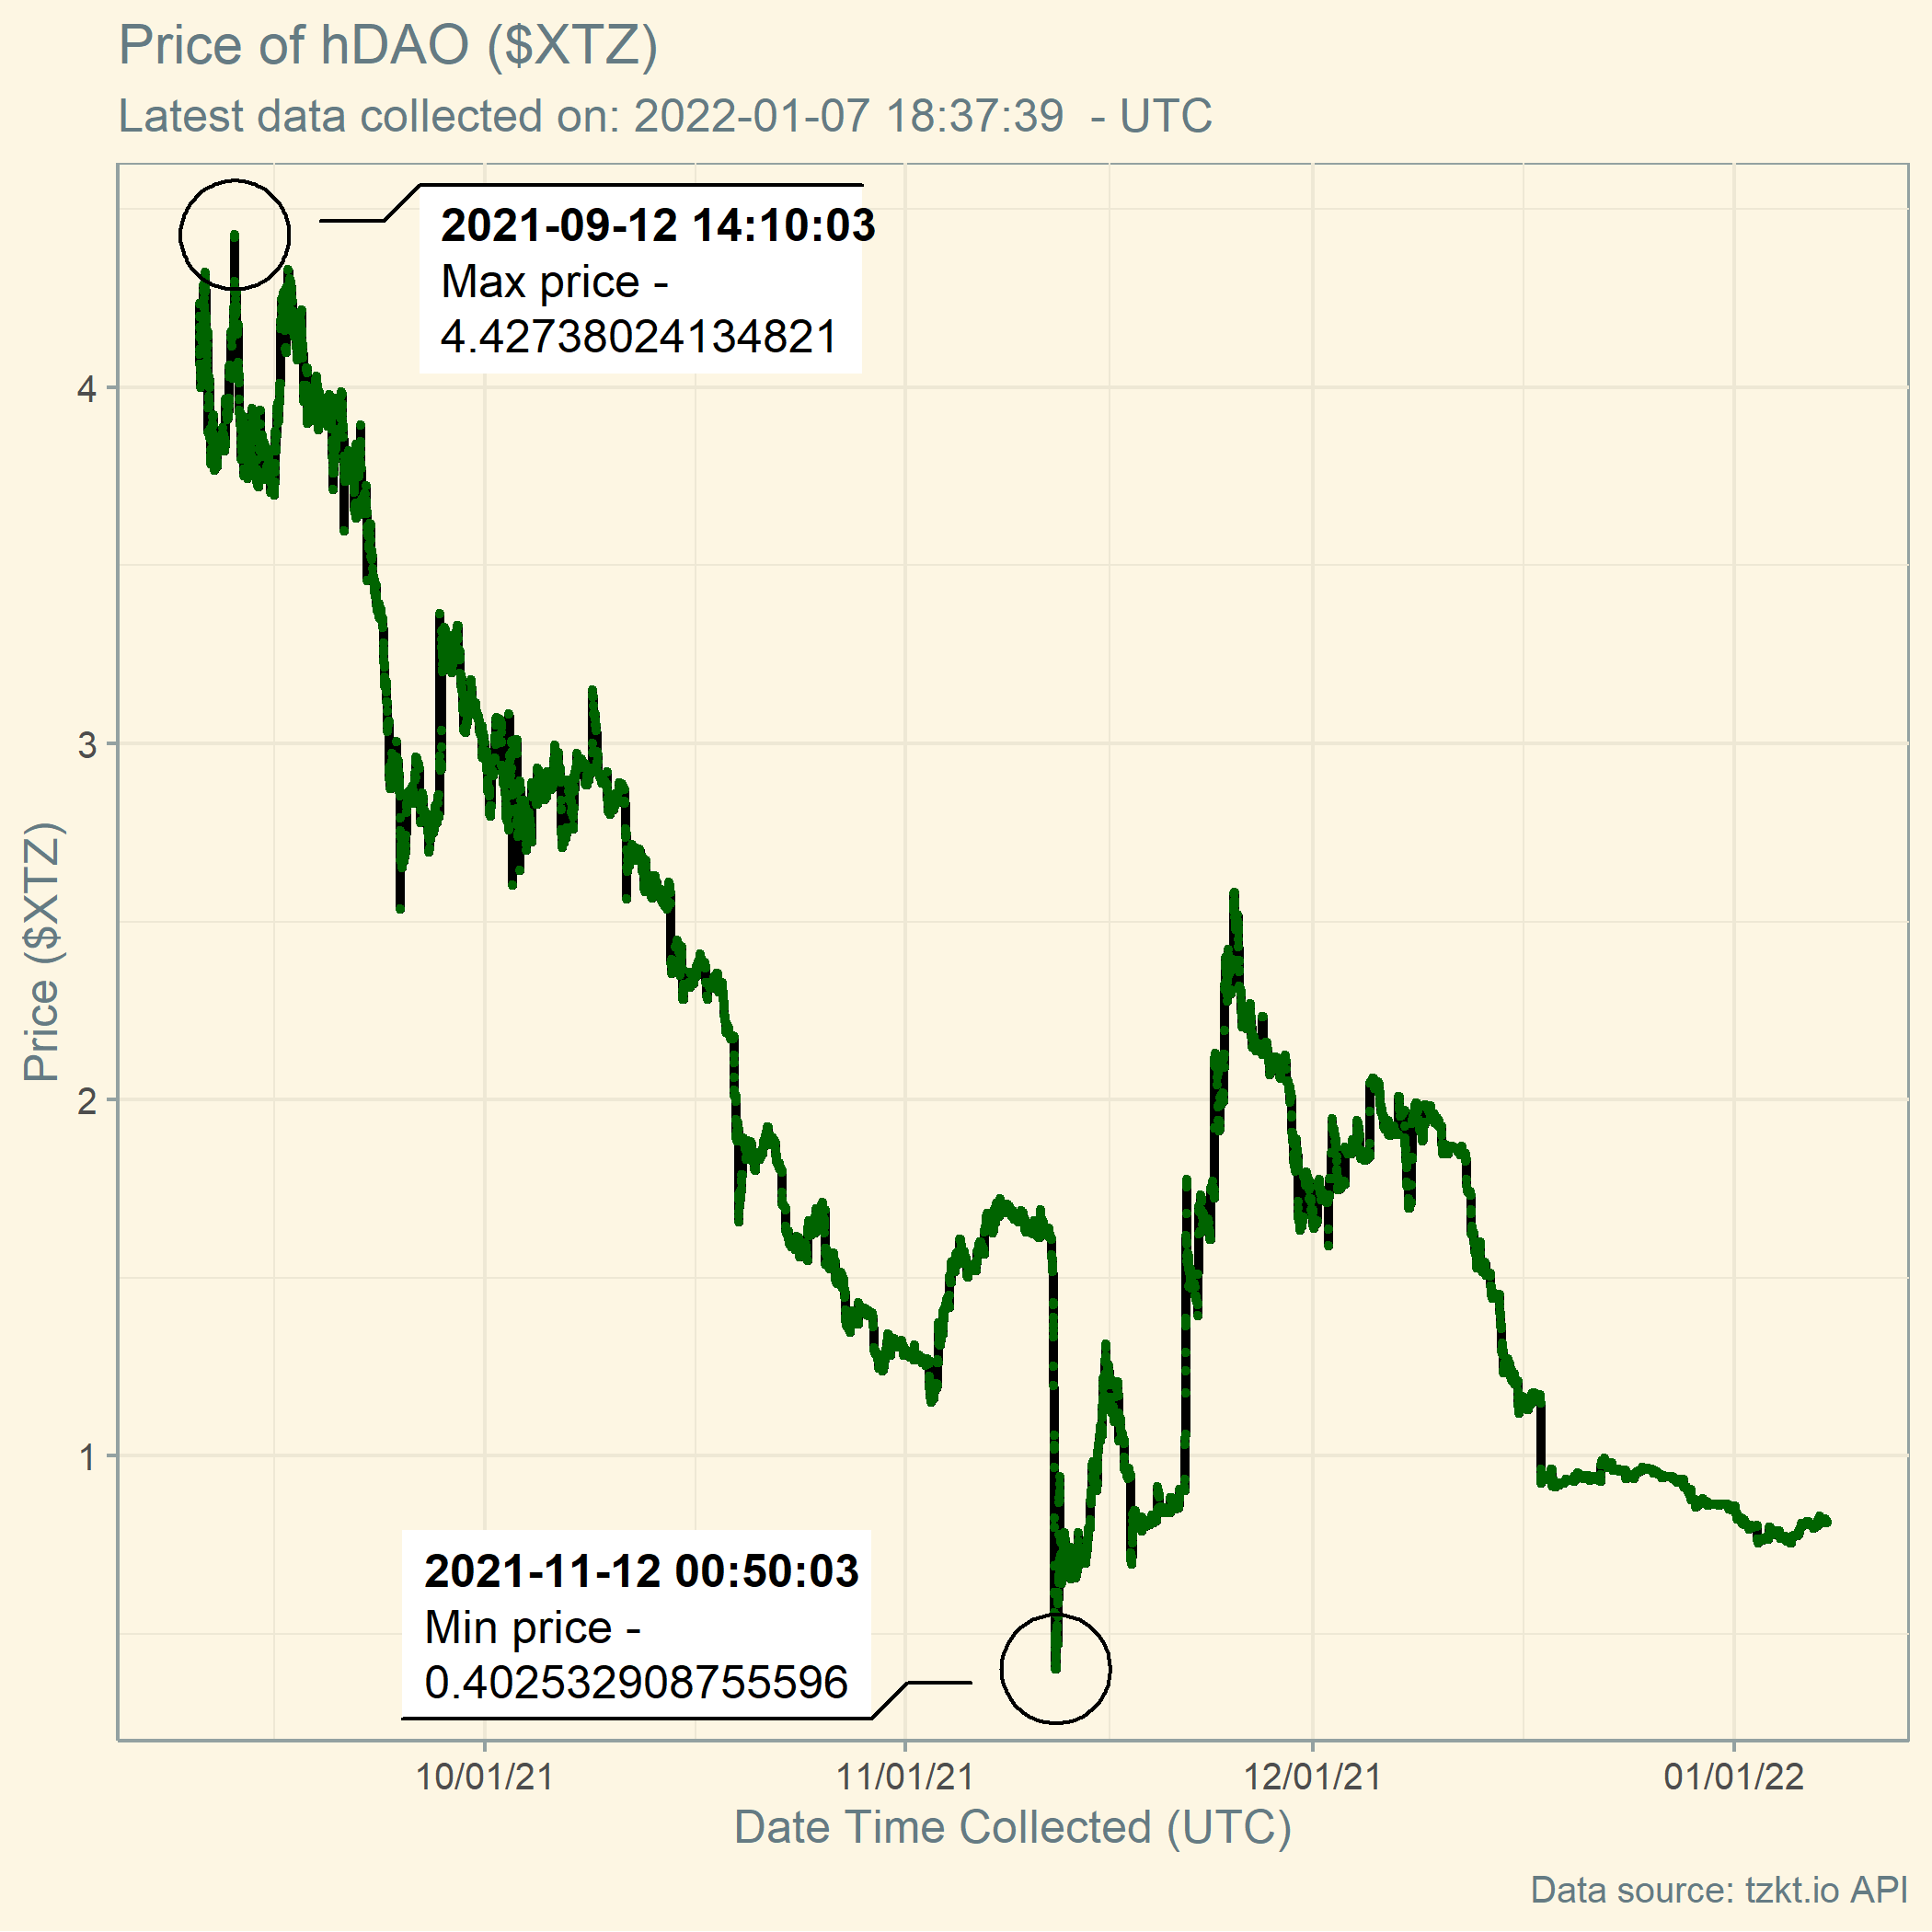 Price of hDAO ($XTZ)
Latest data collected on: 2022-01-07 18:37:39  - UTC
2021-09-12 14:10:03
Max price -
4.42738024134821
4
3
2
1
Price ($XTZ)
2021-11-12 00:50:03
Min price -
0.402532908755596
10/01/21
11/01/21
12/01/21
01/01/22
Date Time Collected (UTC)
Data source: tzkt.io API